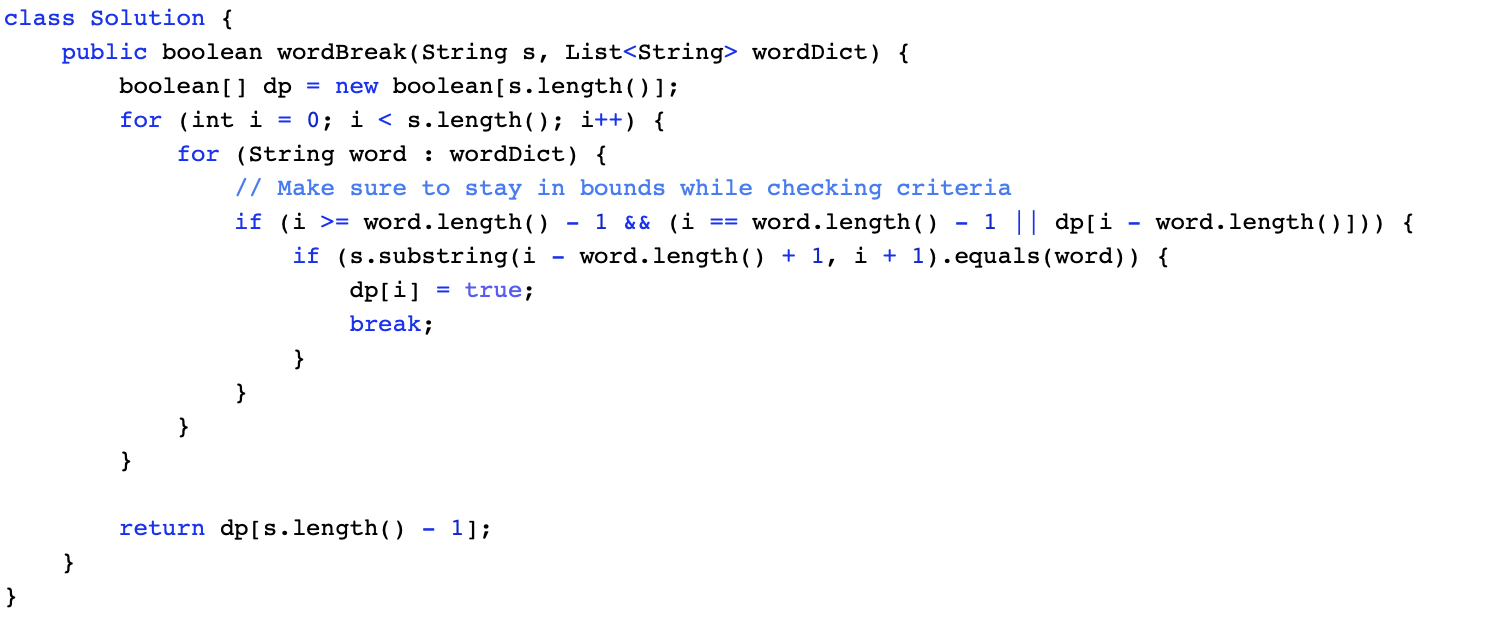 class Solution {
    public boolean wordBreak(String s, List<String> wordDict) {
        boolean[] dp = new boolean[s.length()];
        for (int i = 0; i < s.length(); i++) {
            for (String word : wordDict) {
                // Make sure to stay in bounds while checking criteria
                if (i >= word.length() - 1 && (i == word.length() - 1 || dp[i - word.length()])) {
                    if (s.substring(i - word.length() + 1, i + 1).equals(word)) {
                        dp[i] = true;
                        break;
                    }
                }
            }
        }

        return dp[s.length() - 1];
    }
}